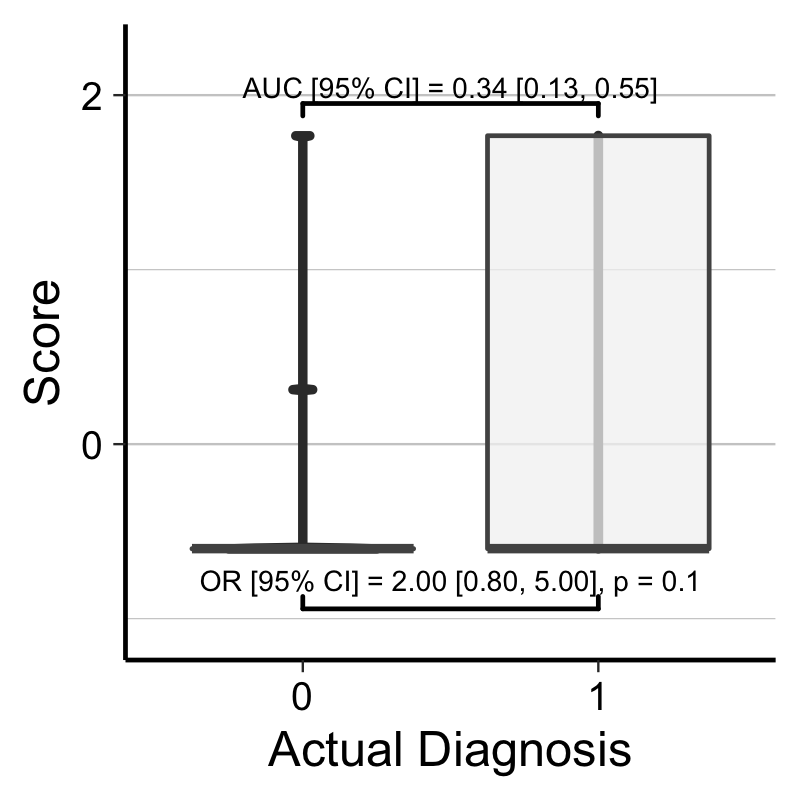 AUC [95% CI] = 0.34 [0.13, 0.55]
2
0
Score
OR [95% CI] = 2.00 [0.80, 5.00], p = 0.1
0
1
Actual Diagnosis